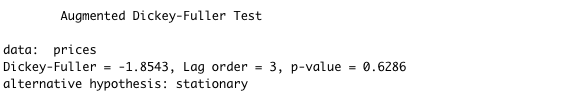 Augmented Dickey-Fuller Test
data: prices
Dickey-Fuller = -1.8543, Lag order = 3, p-value = 0.6286
alternative hypothesis: stationary